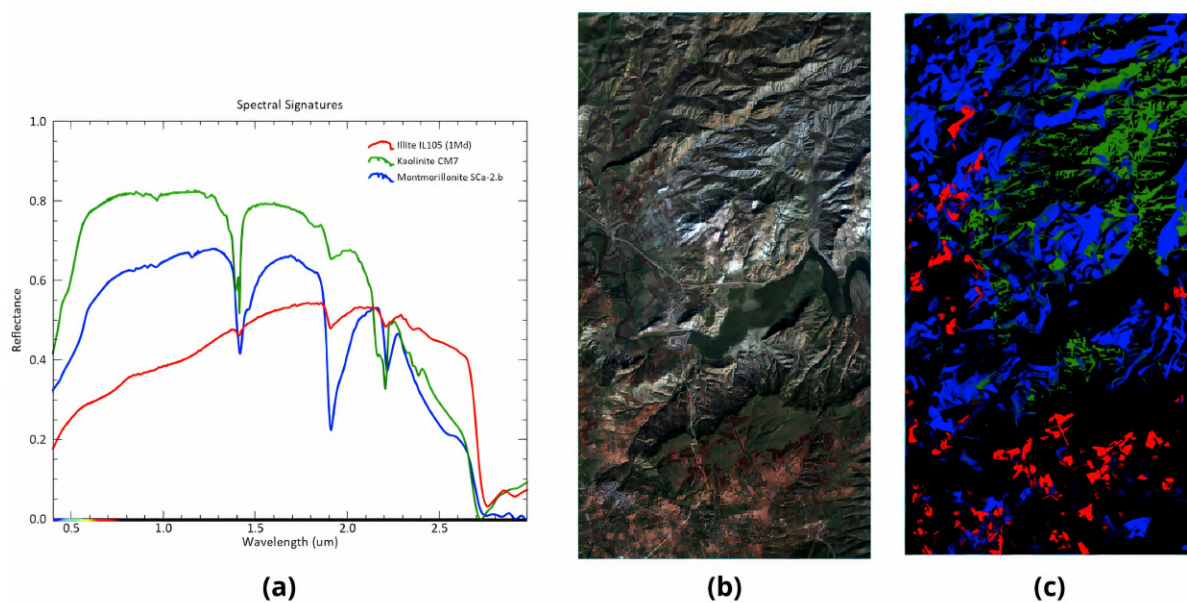 Spectral Signatures
1.0
Illite IL105 (1Md)
Kaolinite CM7
Montmorillonite SCa-2.b
0.8
0.6
Reflectance
0.4
0.2
0.0
0.5 1.0 1.5 2.0 2.5
Wavelength (um)
(a) (b) (c)